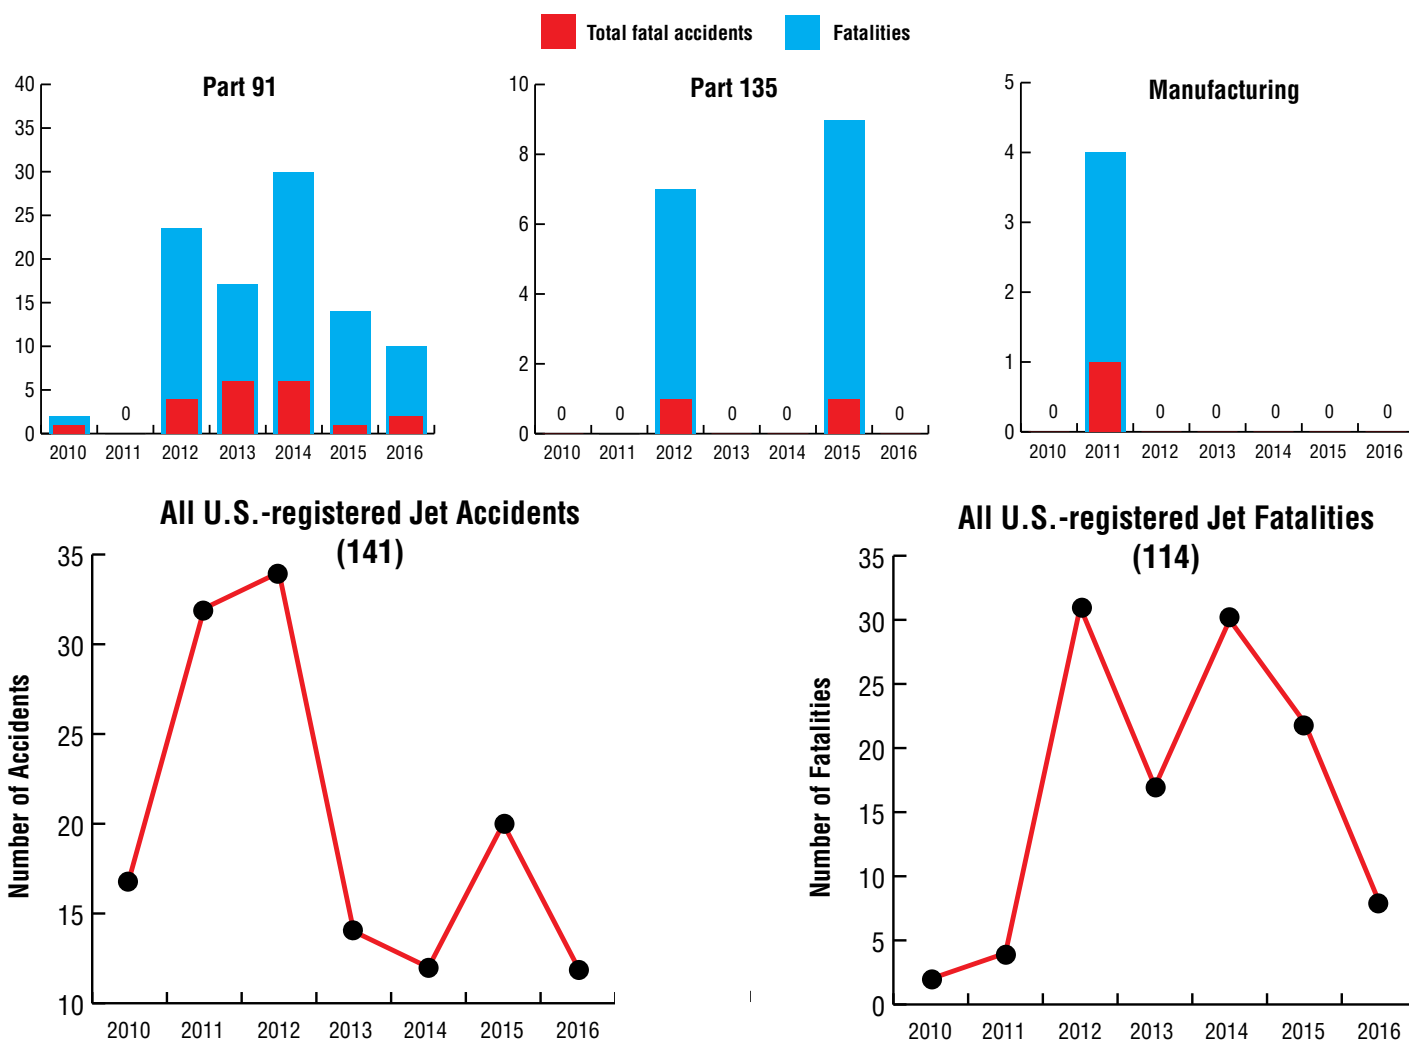 Total fatal accidents Fatalities
Part 91
40
35
30
25
20
15
10
5
0
0
2010 2011 2012 2013 2014 2015 2016
Part 135
10
8
6
4
2
0
0 0 0 0 0
2010 2011 2012 2013 2014 2015 2016
Manufacturing
5
4
3
2
1
0
0 0 0 0 0 0
2010 2011 2012 2013 2014 2015 2016
All U.S.-registered Jet Accidents
(141)
Number of Accidents
35
30
25
20
15
10
2010 2011 2012 2013 2014 2015 2016
All U.S.-registered Jet Fatalities
(114)
Number of Fatalities
35
30
25
20
15
10
5
0
2010 2011 2012 2013 2014 2015 2016